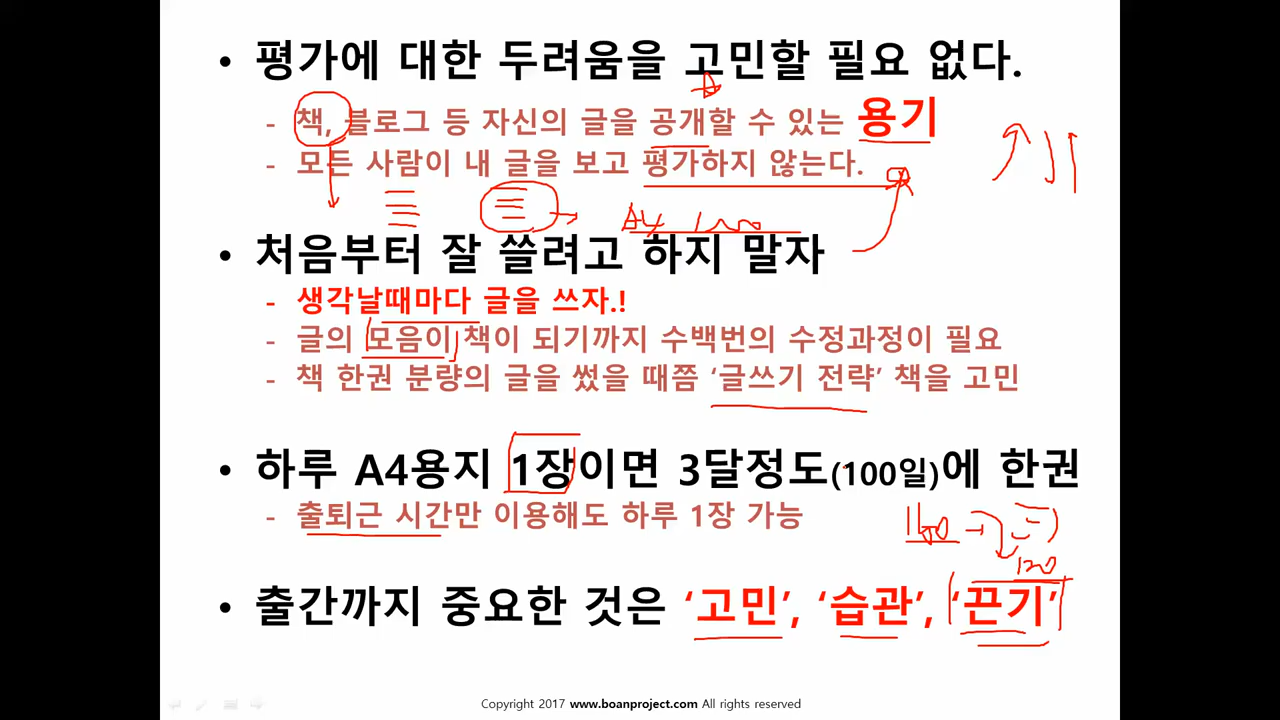 • 평가에 대한 두려움을 고민할 필요 없다.
- 책, 블로그 등 자신의 글을 공개할 수 있는 용기
- 모든 사람이 내 글을 보고 평가하지 않는다.
A4 100
• 처음부터 잘 쓸려고 하지 말자
- 생각날때마다 글을 쓰자.!
- 글의 모음이 책이 되기까지 수백번의 수정과정이 필요
- 책 한권 분량의 글을 썼을 때쯤 ‘글쓰기 전략’ 책을 고민
• 하루 A4용지 1장이면 3달정도(100일)에 한권
- 출퇴근 시간만 이용해도 하루 1장 가능
120
• 출간까지 중요한 것은 ‘고민’, ‘습관’, ‘끈기’
Copyright 2017 www.boanproject.com All rights reserved